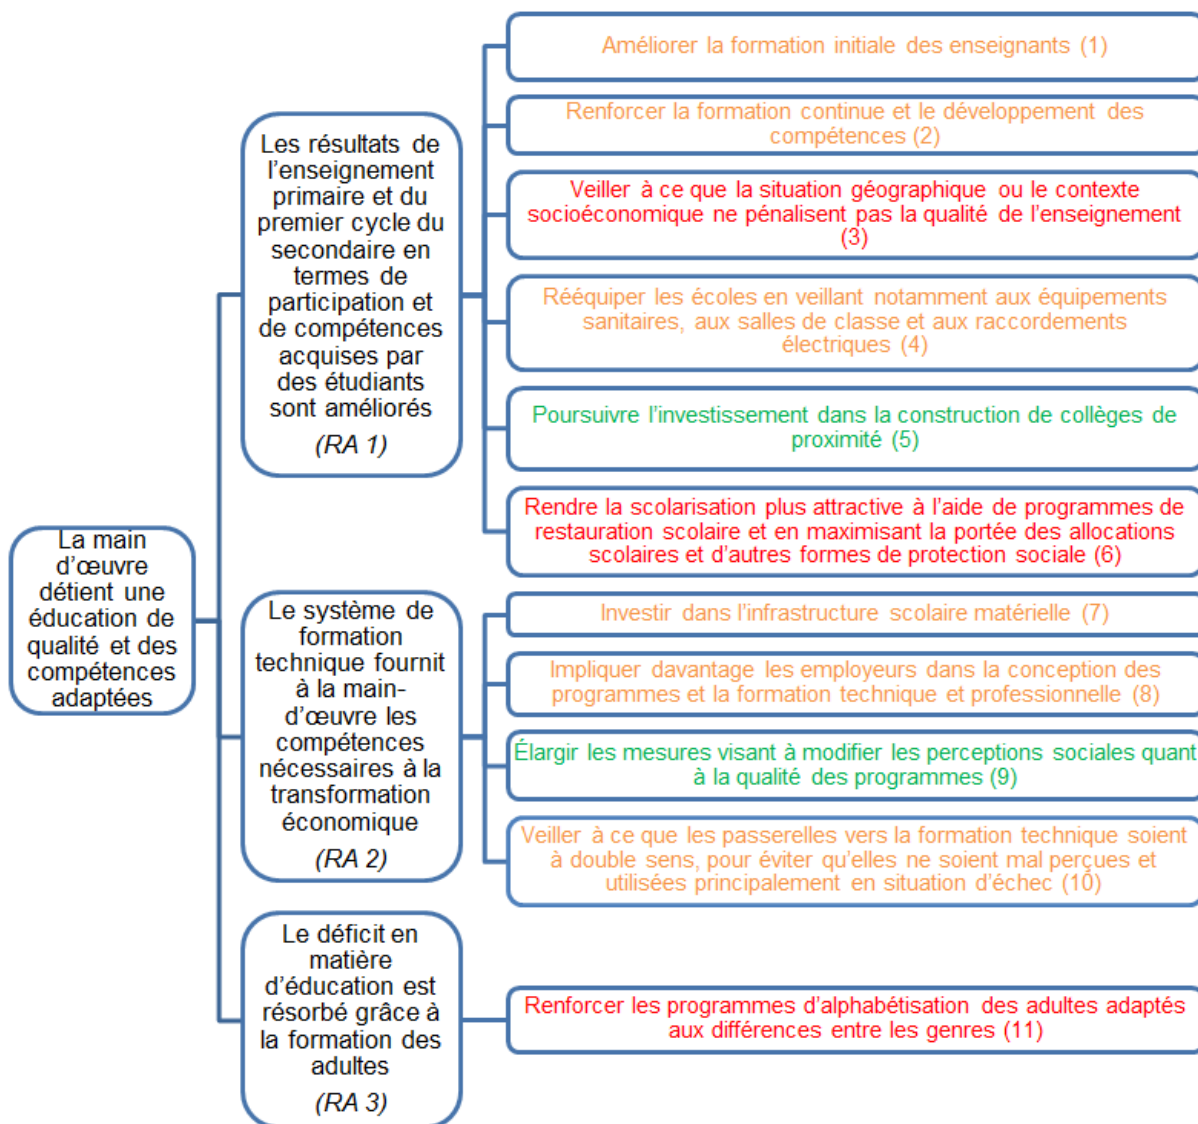 La main
d'œuvre
détient une
éducation de
qualité et des
compétences
adaptées
Les résultats de
l'enseignement
primaire et du
premier cycle du
secondaire en
termes de
participation et
de compétences
acquises par
des étudiants
sont améliorés
(RA 1)
Améliorer la formation initiale des enseignants (1)
Renforcer la formation continue et le développement des
compétences (2)
Veiller à ce que la situation géographique ou le contexte
socioéconomique ne pénalisent pas la qualité de l'enseignement
(3)
Rééquiper les écoles en veillant notamment aux équipements
sanitaires, aux salles de classe et aux raccordements
électriques (4)
Poursuivre l'investissement dans la construction de collèges de
proximité (5)
Rendre la scolarisation plus attractive à l'aide de programmes de
restauration scolaire et en maximisant la portée des allocations
scolaires et d'autres formes de protection sociale (6)
Le système de
formation
technique fournit
à la main-
d'œuvre les
compétences
nécessaires à la
transformation
économique
(RA 2)
Investir dans l'infrastructure scolaire matérielle (7)
Impliquer davantage les employeurs dans la conception des
programmes et la formation technique et professionnelle (8)
Élargir les mesures visant à modifier les perceptions sociales quant
à la qualité des programmes (9)
Veiller à ce que les passerelles vers la formation technique soient
à double sens, pour éviter qu'elles ne soient mal perçues et
utilisées principalement en situation d'échec (10)
Le déficit en
matière
d'éducation est
résorbé grâce à
la formation des
adultes
(RA 3)
Renforcer les programmes d'alphabétisation des adultes adaptés
aux différences entre les genres (11)